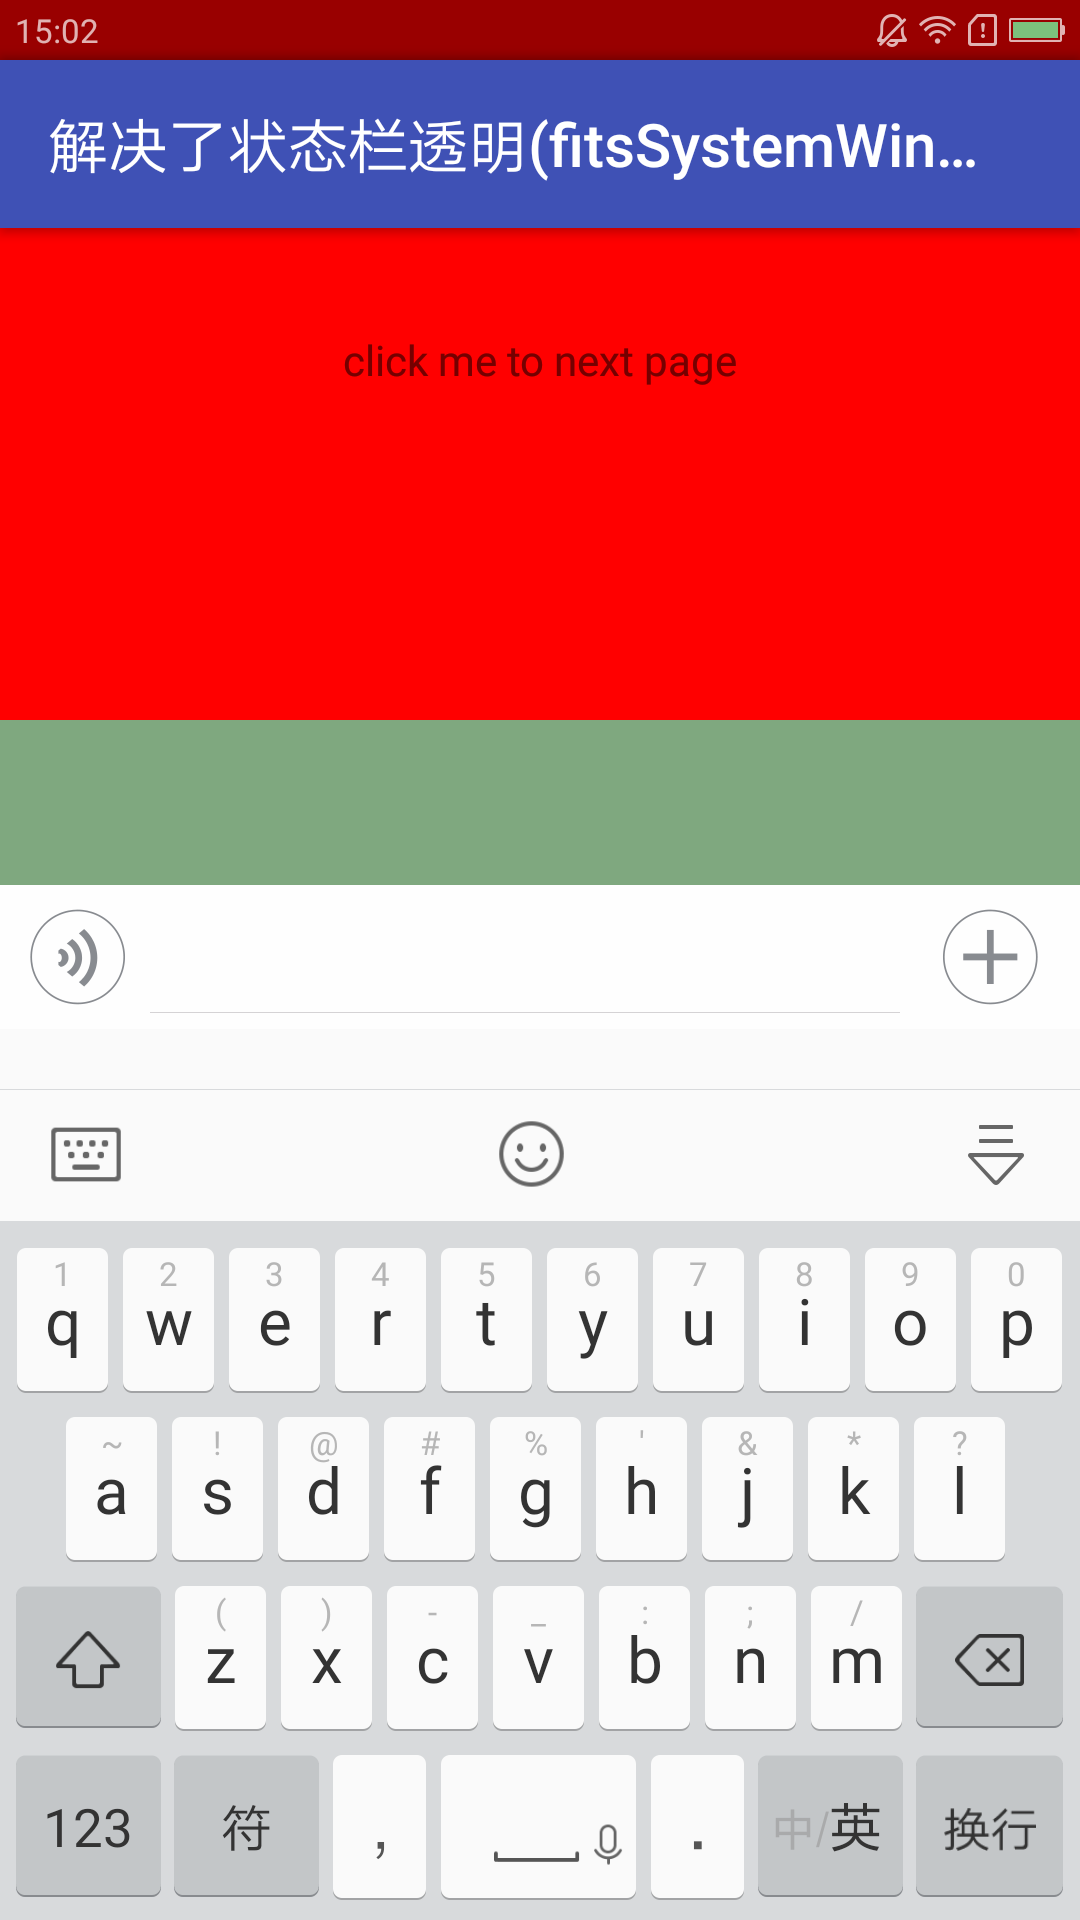 15:02
解决了状态栏透明(fitsSystemWin...
click me to next page
1 2 3 4 5 6 7 8 9 0
q w e r t y u i o p
~ ! @ # % ' & * ?
a s d f g h j k l
( ) - _ : ; /
z x c v b n m
123 符 , . 中/英 换行